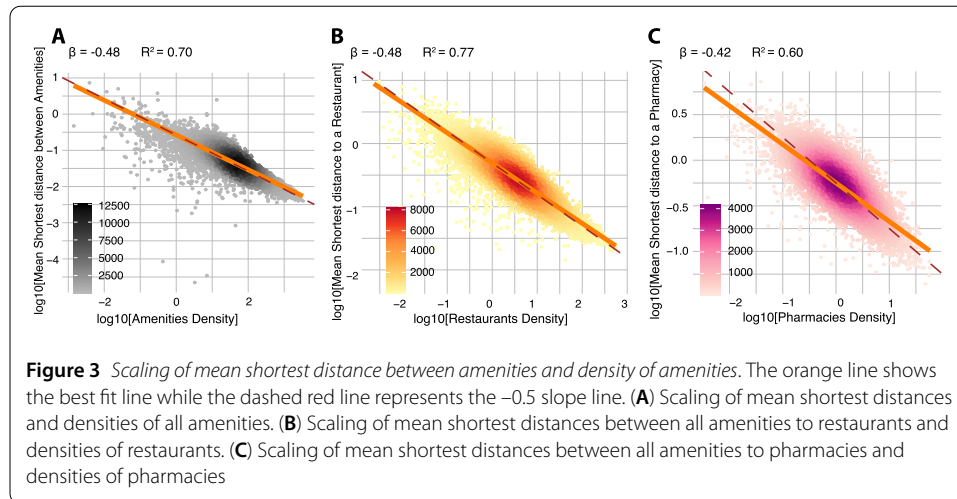 A
β = -0.48 R² = 0.70
log10[Mean Shortest distance between Amenities]
1
0
−1
−2
−3
−4
12500
10000
7500
5000
2500
−2 0 2
log10[Amenities Density]
B
β = -0.48 R² = 0.77
log10[Mean Shortest distance to a Restaurant]
1
0
−1
−2
8000
6000
4000
2000
−2 −1 0 1 2 3
log10[Restaurants Density]
C
β = -0.42 R² = 0.60
log10[Mean Shortest distance to a Pharmacy]
0.5
0.0
−0.5
−1.0
4000
3000
2000
1000
−2 −1 0 1 2
log10[Pharmacies Density]
Figure 3 Scaling of mean shortest distance between amenities and density of amenities. The orange line shows
the best fit line while the dashed red line represents the –0.5 slope line. (A) Scaling of mean shortest distances
and densities of all amenities. (B) Scaling of mean shortest distances between all amenities to restaurants and
densities of restaurants. (C) Scaling of mean shortest distances between all amenities to pharmacies and
densities of pharmacies